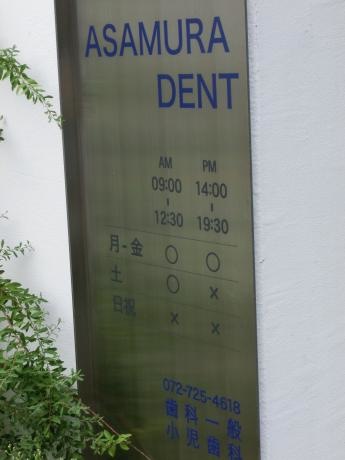 ASAMURA
DENT
AM PM
09:00 14:00
| |
12:30 19:30
月-金 ○ ○
土 ○ ×
日祝 × ×
072-725-4618
歯科一般
小児歯科